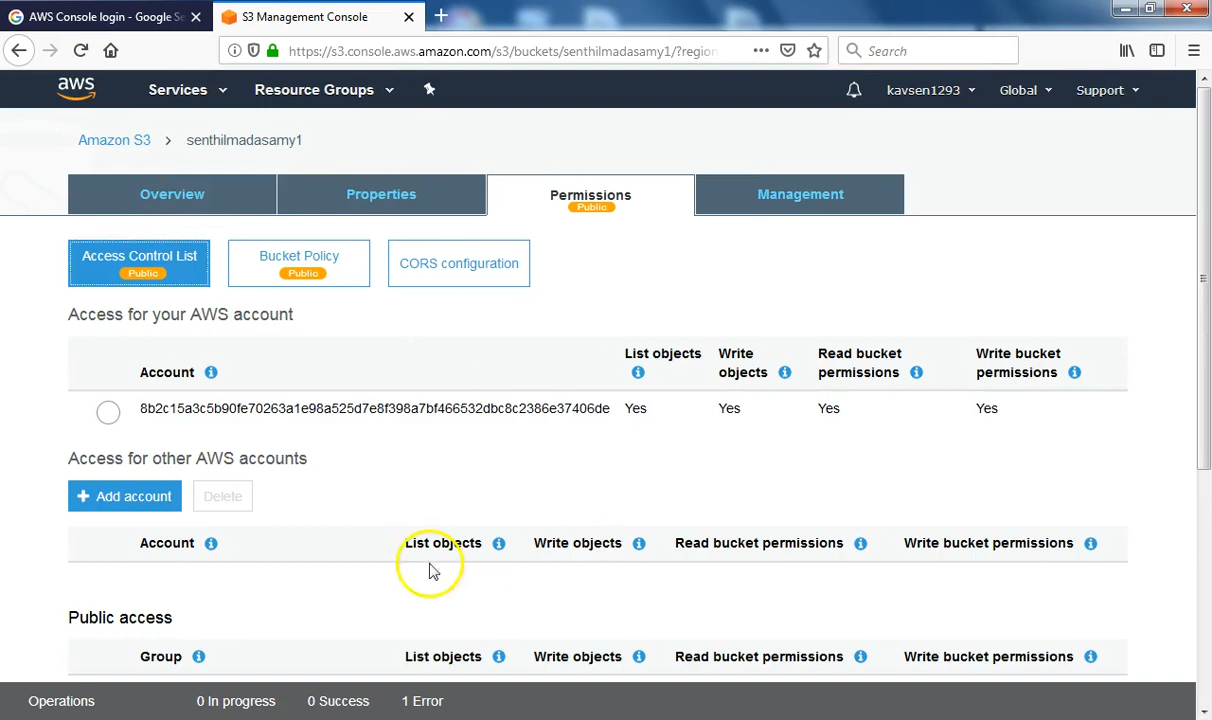 AWS Console login - Google Se
S3 Management Console
https://s3.console.aws.amazon.com/s3/buckets/senthilmadasamy1/?region
Search
aws
Services
Resource Groups
kavsen1293
Global
Support
Amazon S3 > senthilmadasamy1
Overview
Properties
Permissions
Public
Management
Access Control List
Public
Bucket Policy
Public
CORS configuration
Access for your AWS account
Account
List objects
Write objects
Read bucket permissions
Write bucket permissions
8b2c15a3c5b90fe70263a1e98a525d7e8f398a7bf466532dbc8c2386e37406de Yes Yes Yes Yes
Access for other AWS accounts
+ Add account
Delete
Account List objects Write objects Read bucket permissions Write bucket permissions
Public access
Group List objects Write objects Read bucket permissions Write bucket permissions
Operations 0 In progress 0 Success 1 Error